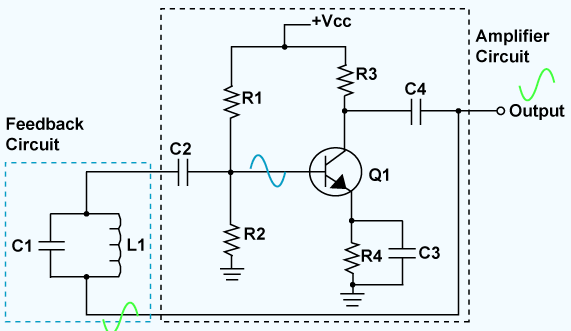 +Vcc
Amplifier
Circuit
R3
R1
C4
Output
Feedback
Circuit
C2
Q1
R2
C1
L1
R4
C3